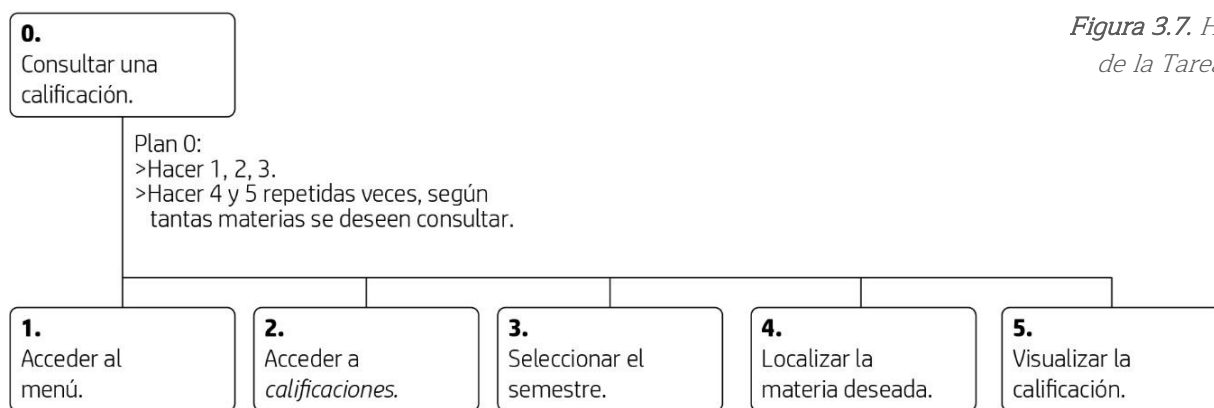 0.
Consultar una
calificación.
Figura 3.7. H
de la Tarea
Plan 0:
>Hacer 1, 2, 3.
>Hacer 4 y 5 repetidas veces, según
tantas materias se deseen consultar.
1.
Acceder al
menú.
2.
Acceder a
calificaciones.
3.
Seleccionar el
semestre.
4.
Localizar la
materia deseada.
5.
Visualizar la
calificación.